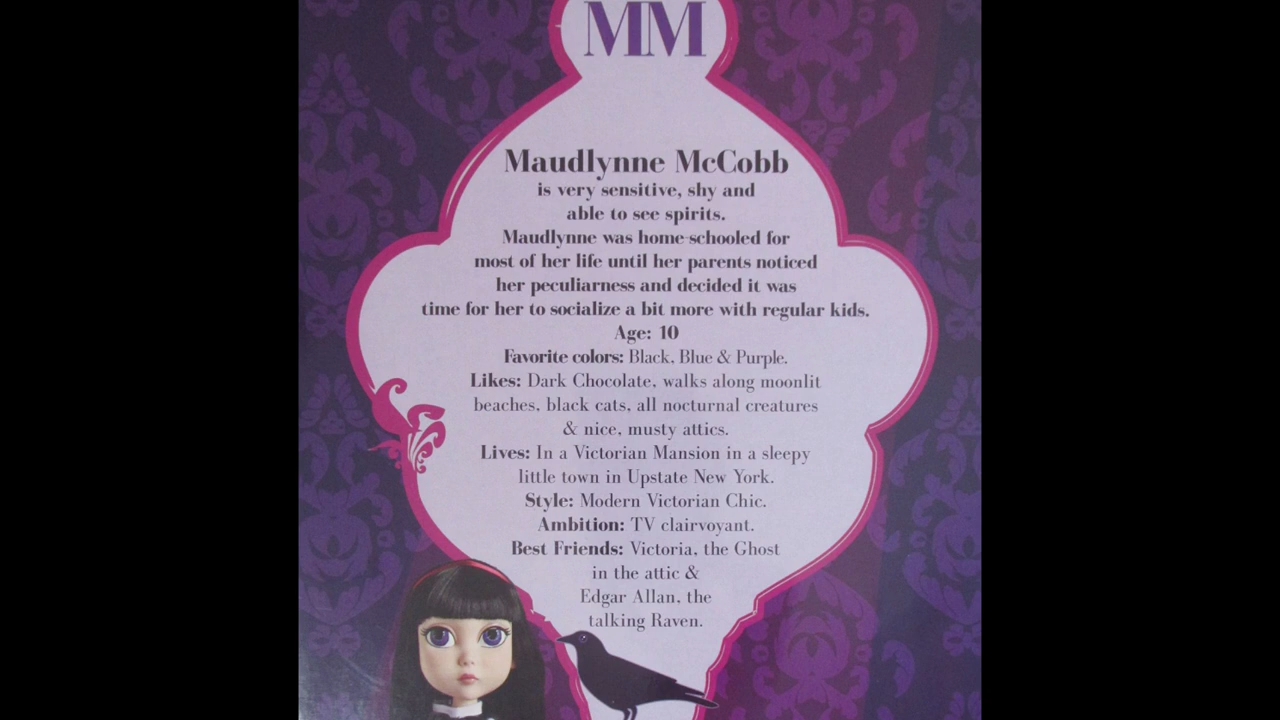 MM
Maudlynne McCobb
is very sensitive, shy and
able to see spirits.
Maudlynne was home-schooled for
most of her life until her parents noticed
her peculiarness and decided it was
time for her to socialize a bit more with regular kids.
Age: 10
Favorite colors: Black, Blue & Purple.
Likes: Dark Chocolate, walks along moonlit
beaches, black cats, all nocturnal creatures
& nice, musty attics.
Lives: In a Victorian Mansion in a sleepy
little town in Upstate New York.
Style: Modern Victorian Chic.
Ambition: TV clairvoyant.
Best Friends: Victoria, the Ghost
in the attic &
Edgar Allan, the
talking Raven.